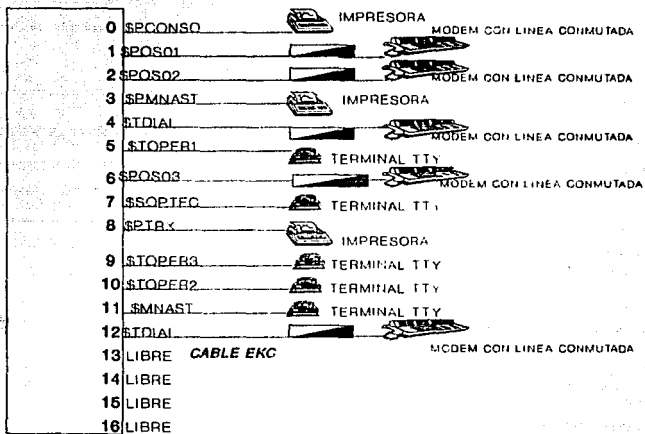 0 $PCONSO IMPRESORA
MODEM CON LINEA CONMUTADA
1 $POS01
2 $POS02 MODEM CON LINEA CONMUTADA
3 $PMNAST IMPRESORA
4 $TDIAL MODEM CON LINEA CONMUTADA
5 $TOPER1 TERMINAL TTY
6 $POS03 MODEM CON LINEA CONMUTADA
7 $SOPTEC TERMINAL TTY
8 IMPRESORA
9 $TOPER3 TERMINAL TTY
10 $TOPER2 TERMINAL TTY
11 $MNAST TERMINAL TTY
12 $TDIAL MODEM CON LINEA CONMUTADA
13 LIBRE CABLE EKC
14 LIBRE
15 LIBRE
16 LIBRE